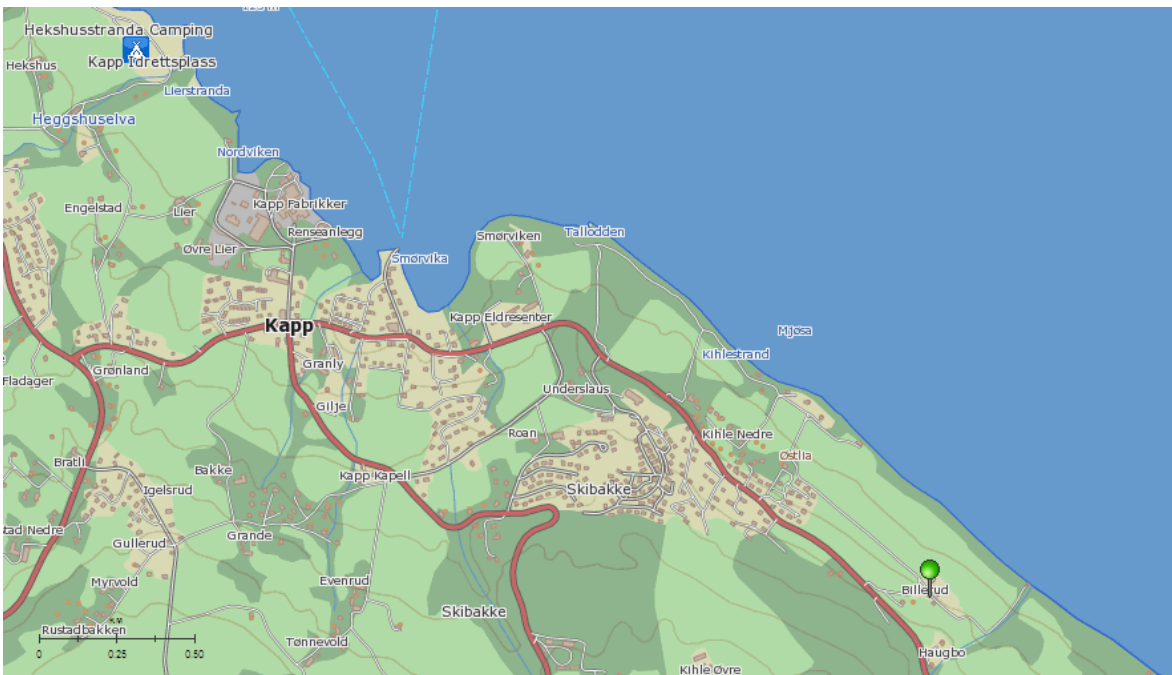 Hekshusstranda Camping
Kapp Idrettsplass
Hekshus
Lierstranda
Heggshuselva
Nordviken
Engelstad
Lier
Kapp Fabrikker
Renseanlegg
Øvre Lier
Smørvika
Smørviken
Tallodden
Kapp
Kapp Eldresenter
Mjøsa
Kihlestrand
Granly
Grønland
Fladager
Underslaus
Gilje
Roan
Kihle Nedre
Østlia
Bratli
Bakke
Kapp Kapell
Igelsrud
Skibakke
stad Nedre
Gullerud
Grande
Myrvold
Evenrud
Billerud
Skibakke
KM
Rustadbakken
0 0.25 0.50
Tønnevold
Haugbo
Kihle Øvre